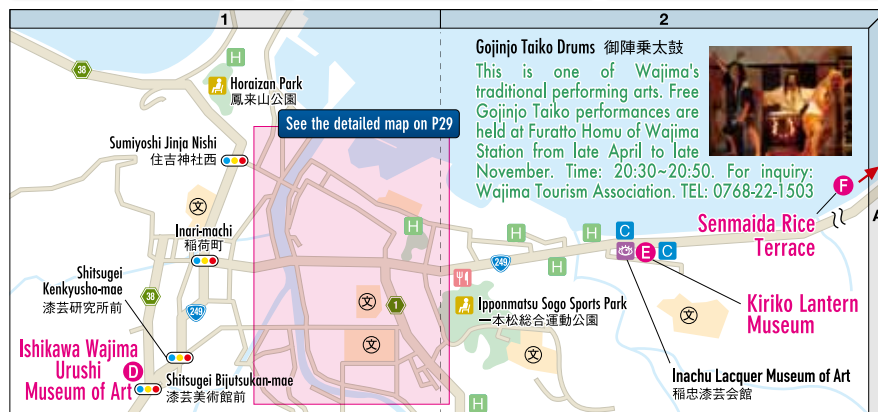 1
2
Gojinjo Taiko Drums 御陣乗太鼓
This is one of Wajima's
traditional performing arts. Free
Gojinjo Taiko performances are
held at Furatto Homu of Wajima
Station from late April to late
November. Time: 20:30~20:50. For inquiry:
Wajima Tourism Association. TEL: 0768-22-1503
38
H
Horaizan Park
鳳来山公園
See the detailed map on P29
Sumiyoshi Jinja Nishi
住吉神社西
文
Inari-machi
稲荷町
H
H
H
C
E
C
H
249
F
Senmaida Rice
Terrace
A
Shitsugei
Kenkyusho-mae
漆芸研究所前
38
249
文
1
文
Ipponmatsu Sogo Sports Park
一本松総合運動公園
文
Kiriko Lantern
Museum
文
Inachu Lacquer Museum of Art
稲忠漆芸会館
Ishikawa Wajima
Urushi
Museum of Art
D
Shitsugei Bijutsukan-mae
漆芸美術館前
H